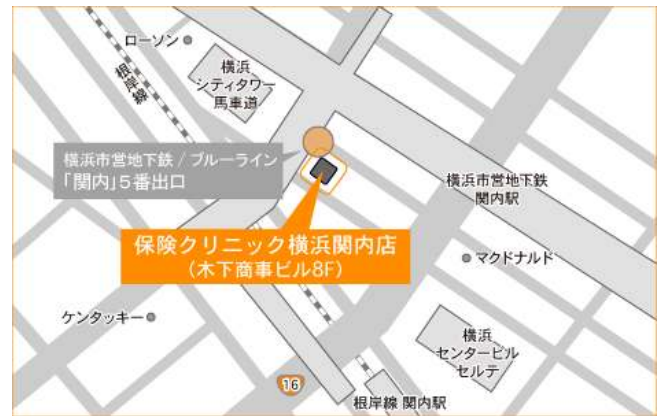 ローソン
根岸線
横浜
シティタワー
馬車道
横浜市営地下鉄 / ブルーライン
「関内」5番出口
横浜市営地下鉄
関内駅
保険クリニック横浜関内店
（木下商事ビル8F）
マクドナルド
ケンタッキー
横浜
センタービル
セルテ
16
根岸線 関内駅